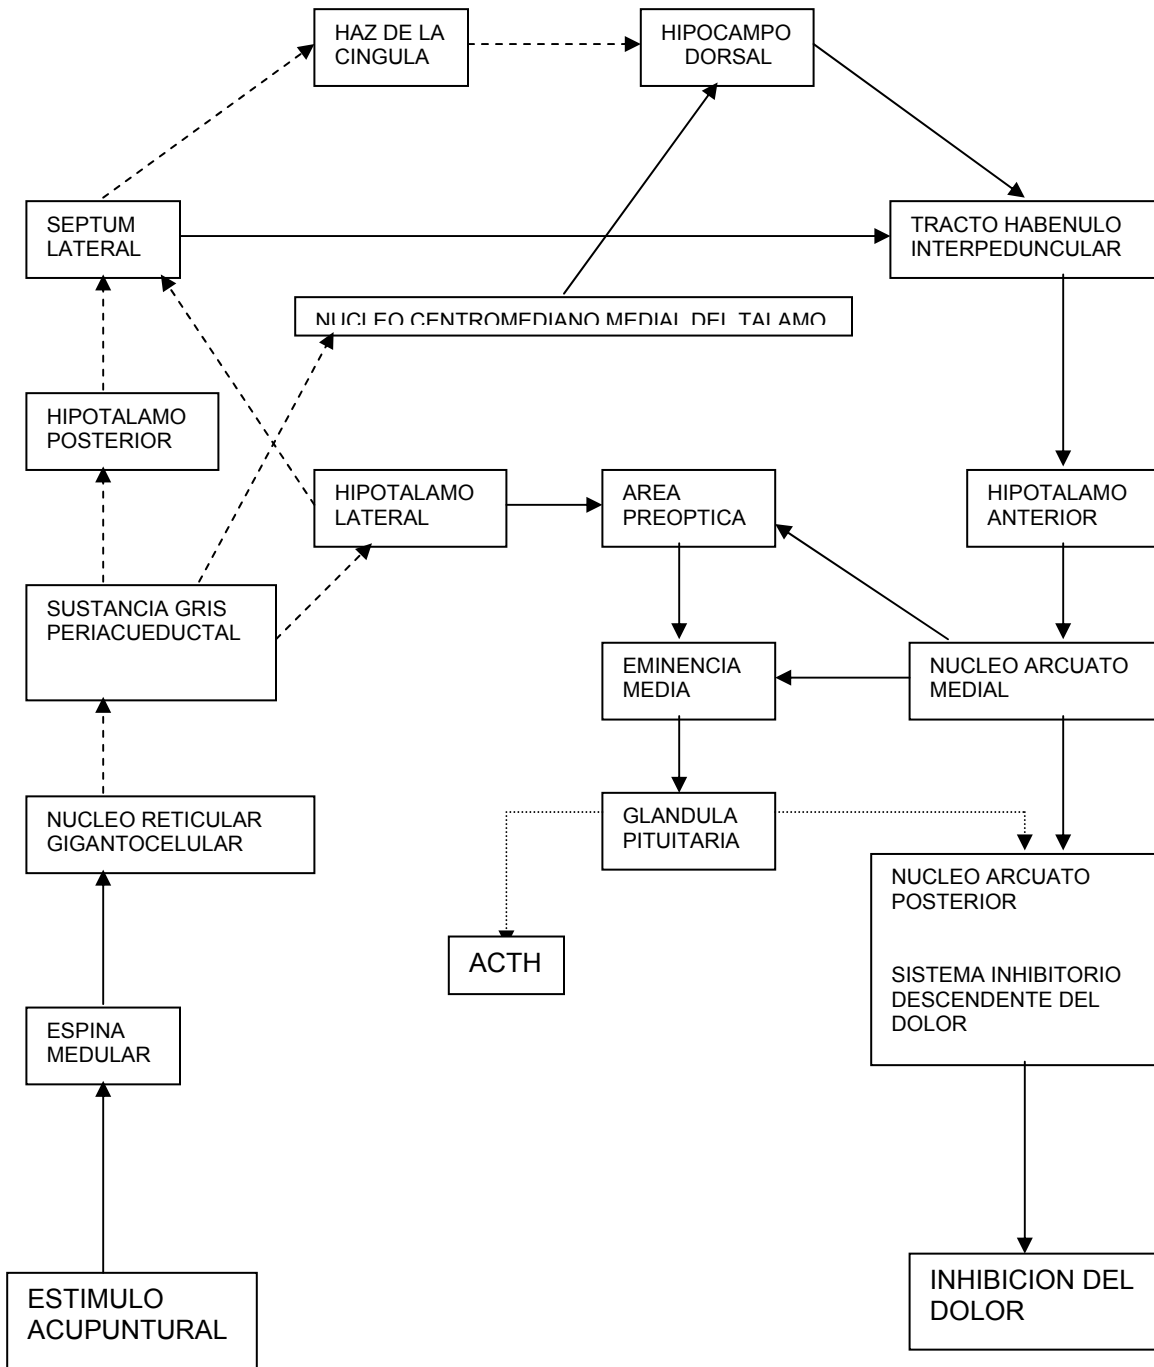 HAZ DE LA
CINGULA
HIPOCAMPO
DORSAL
SEPTUM
LATERAL
TRACTO HABENULO
INTERPEDUNCULAR
NUCLEO CENTROMEDIANO MEDIAL DEL TALAMO
HIPOTALAMO
POSTERIOR
HIPOTALAMO
LATERAL
AREA
PREOPTICA
HIPOTALAMO
ANTERIOR
SUSTANCIA GRIS
PERIACUEDUCTAL
EMINENCIA
MEDIA
NUCLEO ARCUATO
MEDIAL
NUCLEO RETICULAR
GIGANTOCELULAR
GLANDULA
PITUITARIA
NUCLEO ARCUATO
POSTERIOR
SISTEMA INHIBITORIO
DESCENDENTE DEL
DOLOR
ACTH
ESPINA
MEDULAR
ESTIMULO
ACUPUNTURAL
INHIBICION DEL
DOLOR